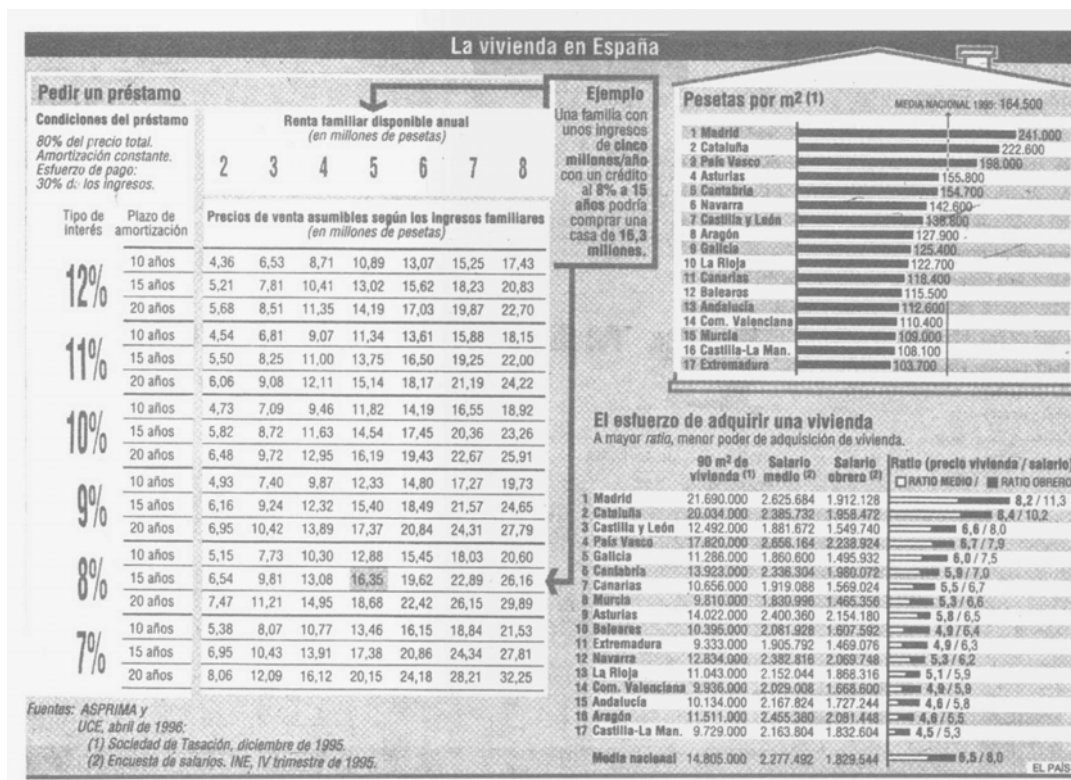 La vivienda en España
Pedir un préstamo
Condiciones del préstamo
80% del precio total.
Amortización constante.
Esfuerzo de pago:
30% de los ingresos.
Renta familiar disponible anual
(en millones de pesetas)
2 3 4 5 6 7 8
Tipo de interés
Plazo de amortización
Precios de venta asumibles según los ingresos familiares
(en millones de pesetas)
12%
10 años 4,36 6,53 8,71 10,89 13,07 15,25 17,43
15 años 5,21 7,81 10,41 13,02 15,62 18,23 20,83
20 años 5,68 8,51 11,35 14,19 17,03 19,87 22,70
11%
10 años 4,54 6,81 9,07 11,34 13,61 15,88 18,15
15 años 5,50 8,25 11,00 13,75 16,50 19,25 22,00
20 años 6,06 9,08 12,11 15,14 18,17 21,19 24,22
10%
10 años 4,73 7,09 9,46 11,82 14,19 16,55 18,92
15 años 5,82 8,72 11,63 14,54 17,45 20,36 23,26
20 años 6,48 9,72 12,95 16,19 19,43 22,67 25,91
9%
10 años 4,93 7,40 9,87 12,33 14,80 17,27 19,73
15 años 6,16 9,24 12,32 15,40 18,49 21,57 24,65
20 años 6,95 10,42 13,89 17,37 20,84 24,31 27,79
8%
10 años 5,15 7,73 10,30 12,88 15,45 18,03 20,60
15 años 6,54 9,81 13,08 16,35 19,62 22,89 26,16
20 años 7,47 11,21 14,95 18,68 22,42 26,15 29,89
7%
10 años 5,38 8,07 10,77 13,46 16,15 18,84 21,53
15 años 6,95 10,43 13,91 17,38 20,86 24,34 27,81
20 años 8,06 12,09 16,12 20,15 24,18 28,21 32,25
Fuentes: ASPRIMA y
UCE, abril de 1996.
(1) Sociedad de Tasación, diciembre de 1995.
(2) Encuesta de salarios. INE, IV trimestre de 1995.
Ejemplo
Una familia con
unos ingresos
de cinco
millones/año
con un crédito
al 8% a 15
años podría
comprar una
casa de 16,3
millones.
Pesetas por m² (1)
MEDIA NACIONAL 1995: 164.500
1 Madrid 241.000
2 Cataluña 222.600
3 País Vasco 198.000
4 Asturias 155.800
5 Cantabria 154.700
6 Navarra 142.600
7 Castilla y León 138.800
8 Aragón 127.900
9 Galicia 125.400
10 La Rioja 122.700
11 Canarias 118.400
12 Balearos 115.500
13 Andalucía 112.600
14 Com. Valenciana 110.400
15 Murcia 109.000
16 Castilla-La Man. 108.100
17 Extremadura 103.700
El esfuerzo de adquirir una vivienda
A mayor ratio, menor poder de adquisición de vivienda.
90 m² de vivienda (1)
Salario medio (2)
Salario obrero (2)
Ratio (precio vivienda / salario)
RATIO MEDIO / RATIO OBRERO
1 Madrid 21.690.000 2.625.684 1.912.128 8,2 / 11,3
2 Cataluña 20.034.000 2.385.732 1.958.472 8,4 / 10,2
3 Castilla y León 12.492.000 1.881.672 1.549.740 6,6 / 8,0
4 País Vasco 17.820.000 2.656.164 2.238.924 6,7 / 7,9
5 Galicia 11.286.000 1.860.600 1.495.932 6,0 / 7,5
6 Cantabria 13.923.000 2.336.304 1.980.072 5,9 / 7,0
7 Canarias 10.656.000 1.919.088 1.569.024 5,5 / 6,7
8 Murcia 9.810.000 1.830.996 1.465.356 5,3 / 6,6
9 Asturias 14.022.000 2.400.360 2.154.180 5,8 / 6,5
10 Baleares 10.395.000 2.081.928 1.607.592 4,9 / 6,4
11 Extremadura 9.333.000 1.905.792 1.469.076 4,9 / 6,3
12 Navarra 12.834.000 2.382.816 2.069.748 5,3 / 6,2
13 La Rioja 11.043.000 2.152.044 1.868.316 5,1 / 5,9
14 Com. Valenciana 9.936.000 2.029.008 1.668.600 4,9 / 5,9
15 Andalucía 10.134.000 2.167.824 1.727.244 4,6 / 5,8
16 Aragón 11.511.000 2.455.380 2.081.448 4,6 / 5,5
17 Castilla-La Man. 9.729.000 2.163.804 1.832.604 4,5 / 5,3
Media nacional 14.805.000 2.277.492 1.829.544 6,5 / 8,0
EL PAÍS